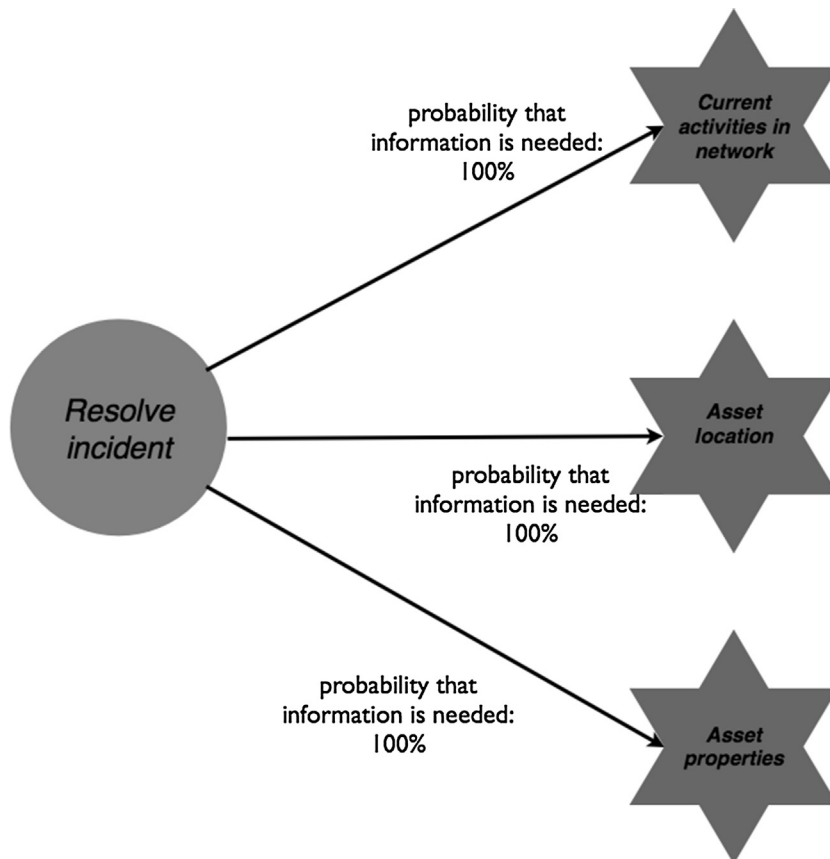 Current
activities in
network
probability that
information is needed:
100%
Resolve
incident
Asset
location
probability that
information is needed:
100%
probability that
information is needed:
100%
Asset
properties